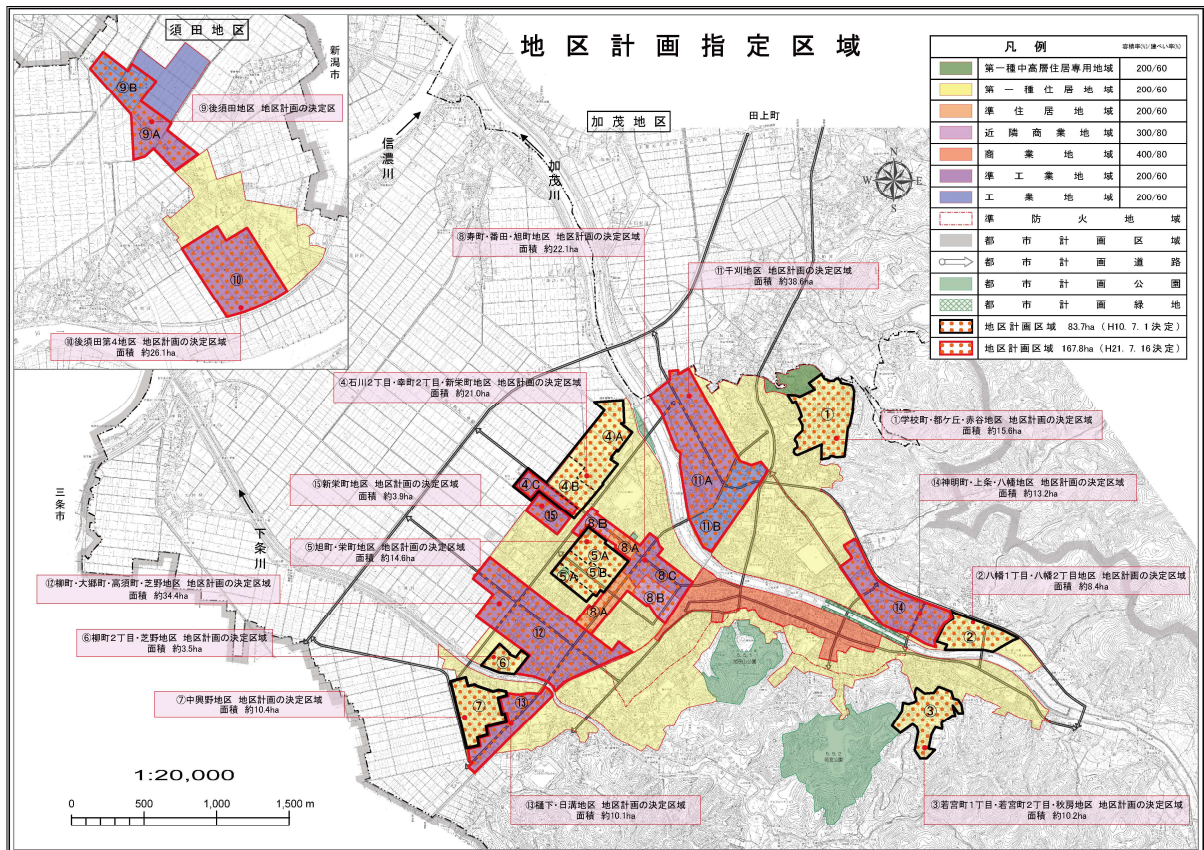 地区計画指定区域
須田地区
新潟市
⑨B
⑨A
⑨後須田地区 地区計画の決定区
⑩
⑩後須田第4地区 地区計画の決定区域
面積 約26.1ha
加茂地区
田上町
信濃川
加茂川
N
W
E
S
凡例
容積率(%)/建ぺい率(%)
第一種中高層住居専用地域 200/60
第一種住居地域 200/60
準住居地域 200/60
近隣商業地域 300/80
商業地域 400/80
準工業地域 200/60
工業地域 200/60
準防火地域
都市計画区域
都市計画道路
都市計画公園
都市計画緑地
地区計画区域 83.7ha (H10. 7. 1決定)
地区計画区域 167.8ha (H21. 7. 16決定)
⑧寿町・番田・旭町地区 地区計画の決定区域
面積 約22.1ha
⑪千刈地区 地区計画の決定区域
面積 約38.6ha
④石川2丁目・幸町2丁目・新栄町地区 地区計画の決定区域
面積 約21.0ha
①学校町・都ケ丘・赤谷地区 地区計画の決定区域
面積 約15.6ha
⑮新栄町地区 地区計画の決定区域
面積 約3.9ha
⑭神明町・上条・八幡地区 地区計画の決定区域
面積 約13.2ha
三条市
下条川
⑤旭町・栄町地区 地区計画の決定区域
面積 約14.6ha
⑫柳町・大郷町・高須町・芝野地区 地区計画の決定区域
面積 約34.4ha
②八幡1丁目・八幡2丁目地区 地区計画の決定区域
面積 約8.4ha
⑥柳町2丁目・芝野地区 地区計画の決定区域
面積 約3.5ha
⑦中興野地区 地区計画の決定区域
面積 約10.4ha
①
④A
④B
④C
⑮
⑧B
⑧A
⑤A
⑤A
⑤B
⑧C
⑧B
⑧A
⑪A
⑪B
⑫
⑥
⑦
⑬
⑭
②
③
1:20,000
0 500 1,000 1,500 m
⑬樋下・日溝地区 地区計画の決定区域
面積 約10.1ha
③若宮町1丁目・若宮町2丁目・秋房地区 地区計画の決定区域
面積 約10.2ha